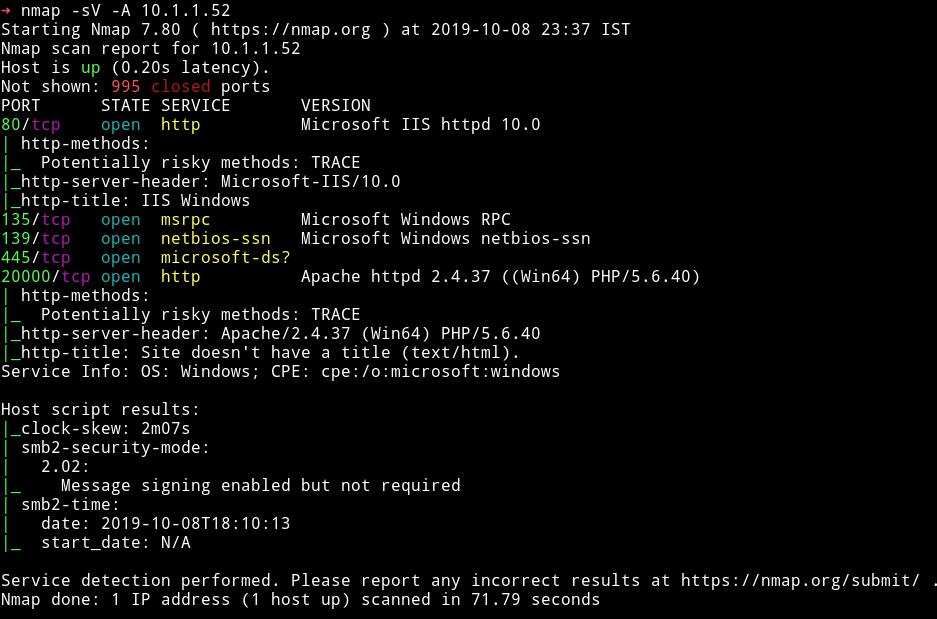 → nmap -sV -A 10.1.1.52
Starting Nmap 7.80 ( https://nmap.org ) at 2019-10-08 23:37 IST
Nmap scan report for 10.1.1.52
Host is up (0.20s latency).
Not shown: 995 closed ports
PORT      STATE SERVICE       VERSION
80/tcp    open  http          Microsoft IIS httpd 10.0
| http-methods:
|_  Potentially risky methods: TRACE
|_http-server-header: Microsoft-IIS/10.0
|_http-title: IIS Windows
135/tcp   open  msrpc         Microsoft Windows RPC
139/tcp   open  netbios-ssn   Microsoft Windows netbios-ssn
445/tcp   open  microsoft-ds?
20000/tcp open  http          Apache httpd 2.4.37 ((Win64) PHP/5.6.40)
| http-methods:
|_  Potentially risky methods: TRACE
|_http-server-header: Apache/2.4.37 (Win64) PHP/5.6.40
|_http-title: Site doesn't have a title (text/html).
Service Info: OS: Windows; CPE: cpe:/o:microsoft:windows

Host script results:
|_clock-skew: 2m07s
| smb2-security-mode:
|   2.02:
|_    Message signing enabled but not required
| smb2-time:
|   date: 2019-10-08T18:10:13
|_  start_date: N/A

Service detection performed. Please report any incorrect results at https://nmap.org/submit/ .
Nmap done: 1 IP address (1 host up) scanned in 71.79 seconds